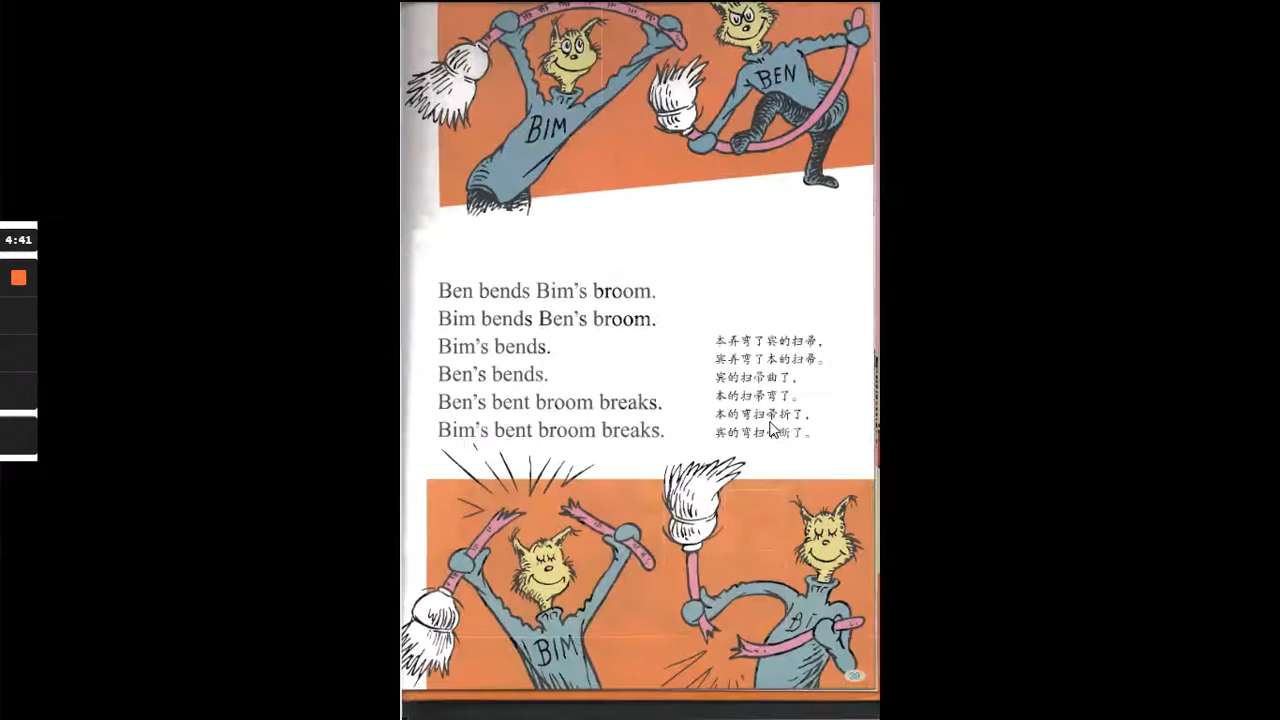 4:41
BIM
BEN
Ben bends Bim's broom.
Bim bends Ben's broom.
Bim's bends.
Ben's bends.
Ben's bent broom breaks.
Bim's bent broom breaks.
本弄弯了宾的扫帚，
宾弄弯了本的扫帚。
宾的扫帚曲了，
本的扫帚弯了。
本的弯扫帚折了，
宾的弯扫断了。
BIM
39